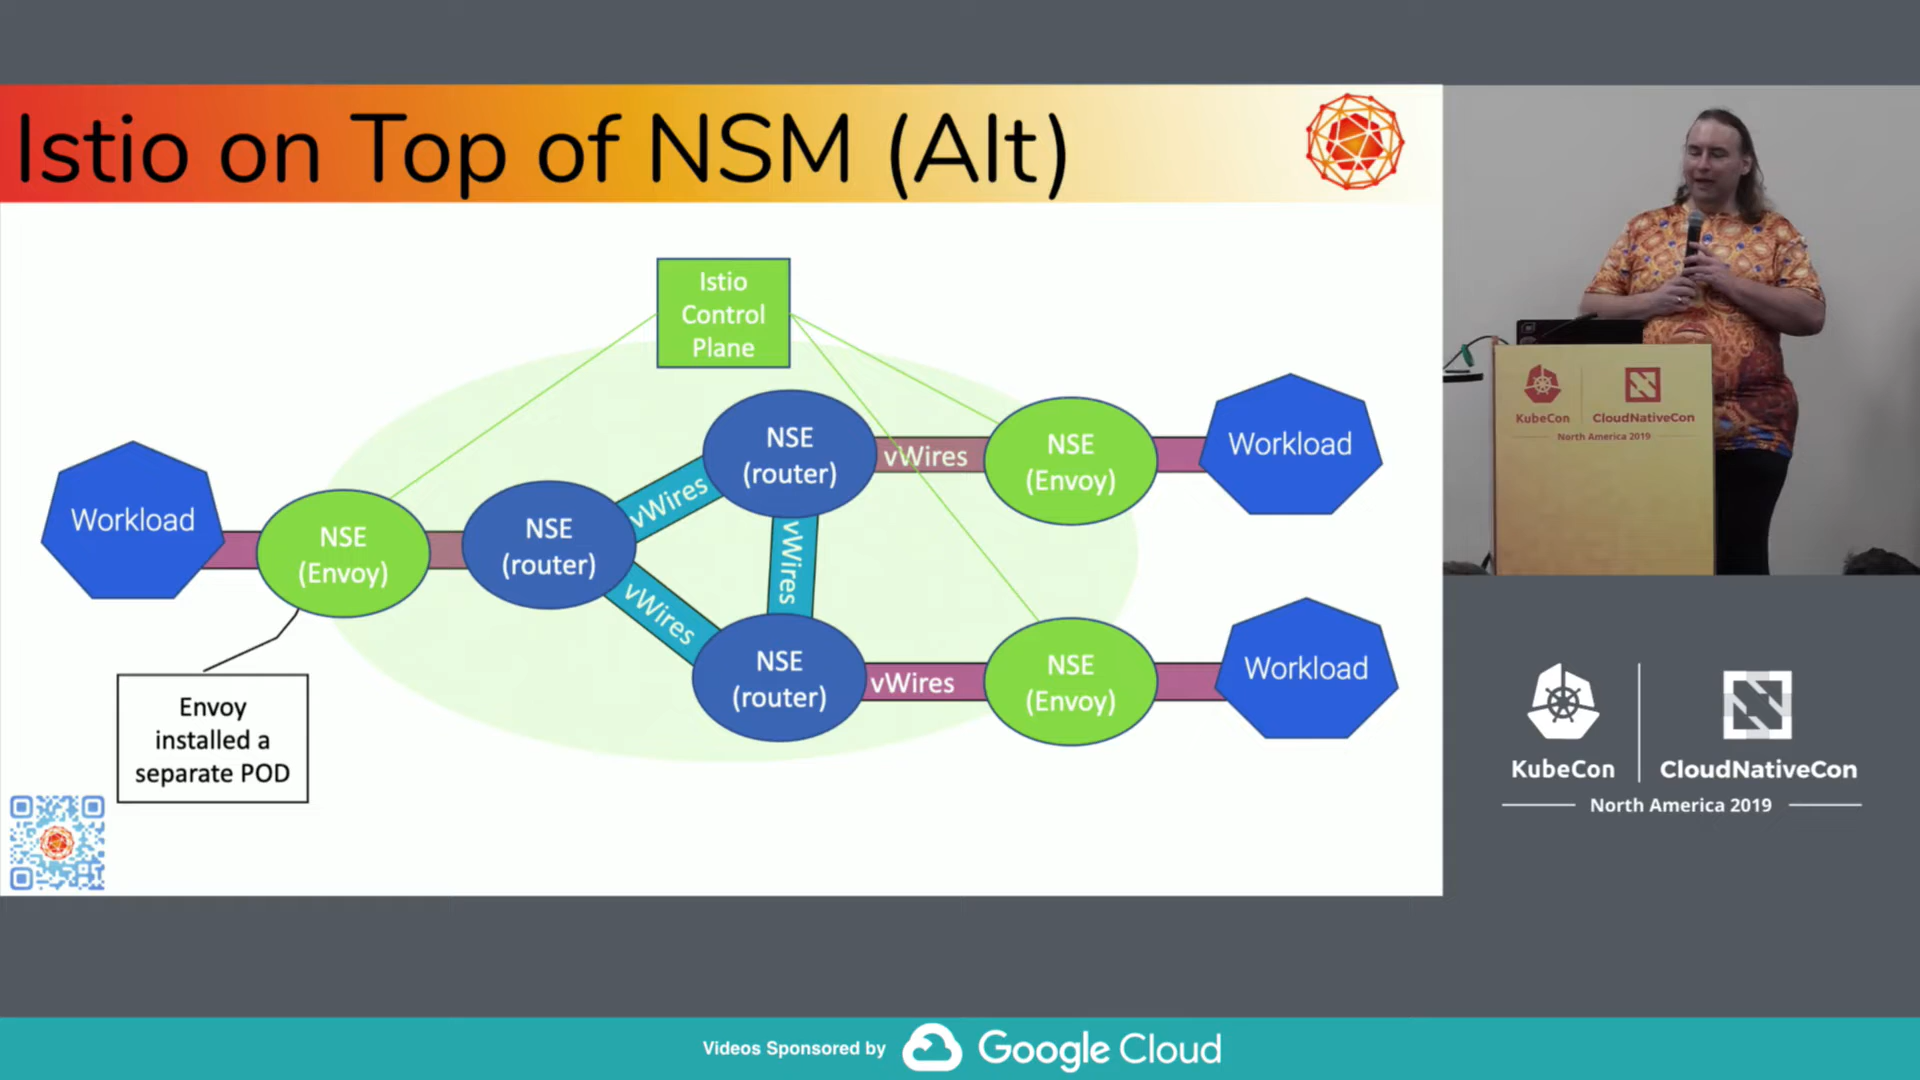 Istio on Top of NSM (Alt)
Istio
Control
Plane
NSE
(router)
vWires
NSE
(Envoy)
Workload
Workload
NSE
(Envoy)
NSE
(router)
vWires
vWires
vWires
NSE
(router)
vWires
NSE
(Envoy)
Workload
Envoy
installed a
separate POD
KubeCon
CloudNativeCon
North America 2019
KubeCon
CloudNativeCon
North America 2019
Videos Sponsored by
Google Cloud